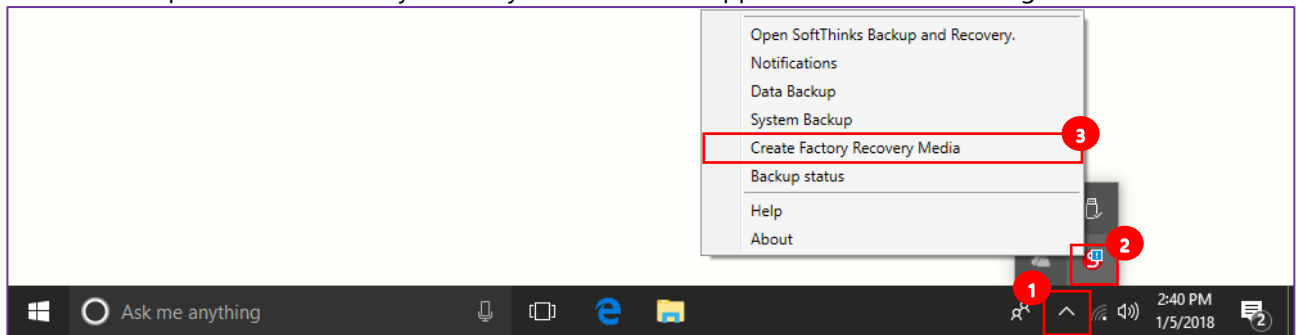 Open SoftThinks Backup and Recovery.
Notifications
Data Backup
System Backup
3
Create Factory Recovery Media
Backup status
Help
About
2
1
Ask me anything
2:40 PM
1/5/2018
2